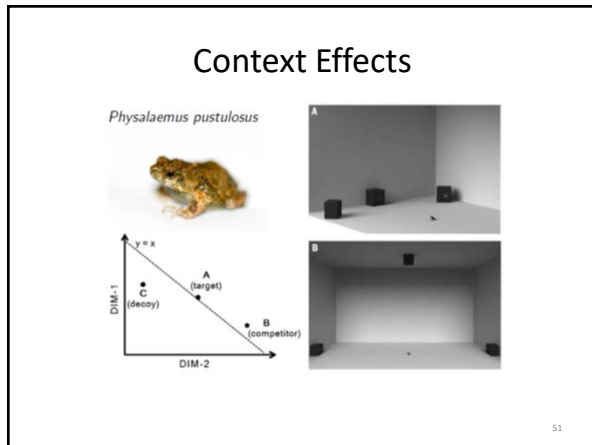 Context Effects
Physalaemus pustulosus
A
B
y = x
A
(target)
C
(decoy)
B
(competitor)
DIM-1
DIM-2
51